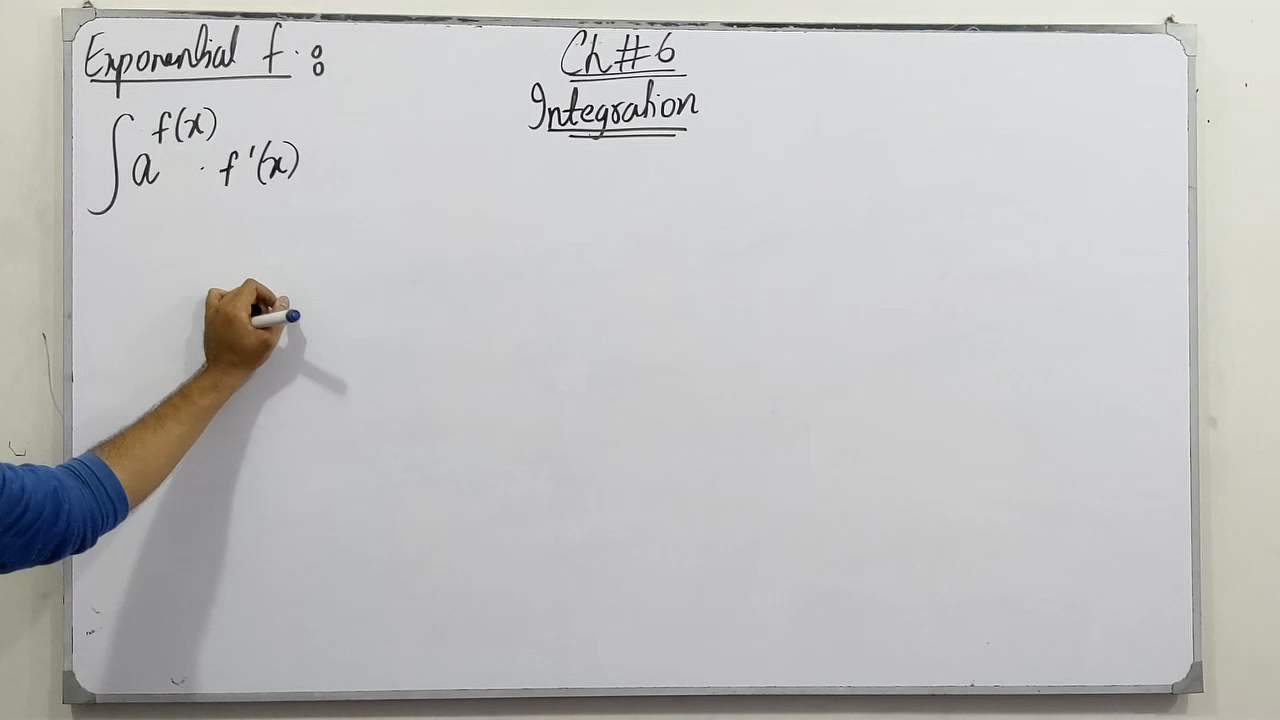 Ch#6
Integration
Exponential f. :
∫ a^f(x) · f'(x)